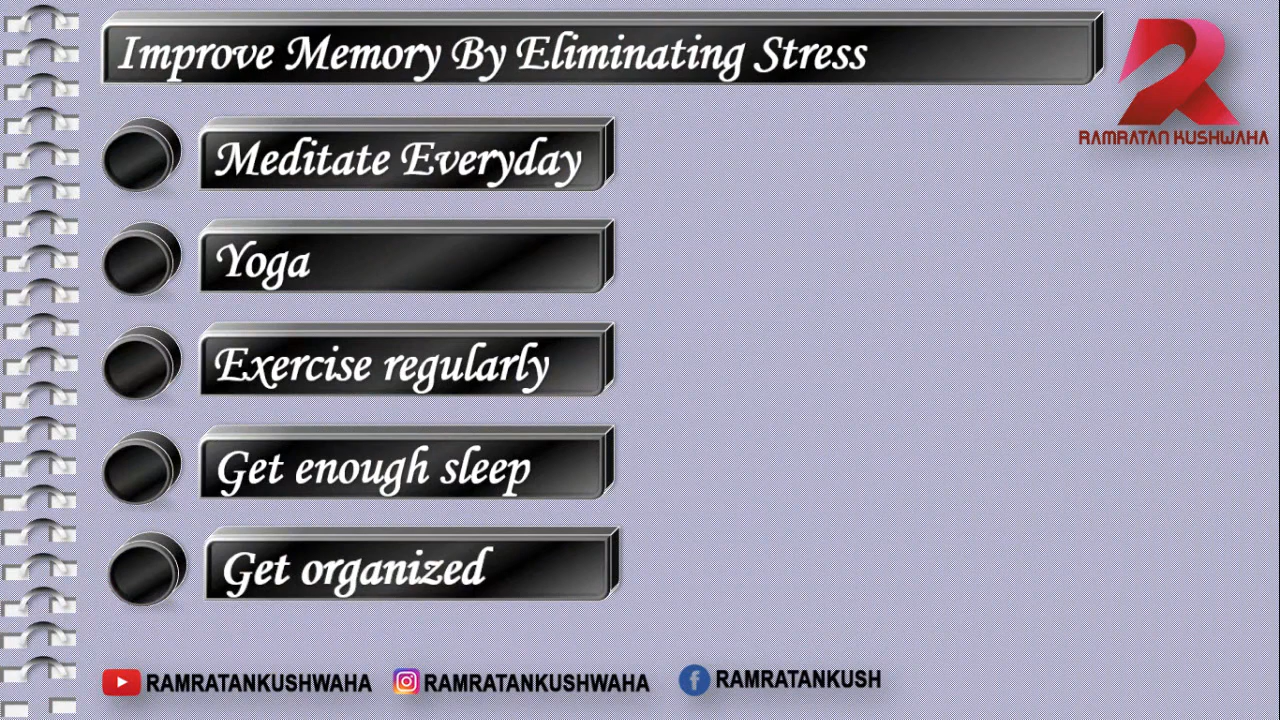 Improve Memory By Eliminating Stress
RAMRATAN KUSHWAHA
Meditate Everyday
Yoga
Exercise regularly
Get enough sleep
Get organized
RAMRATANKUSHWAHA
RAMRATANKUSHWAHA
RAMRATANKUSH